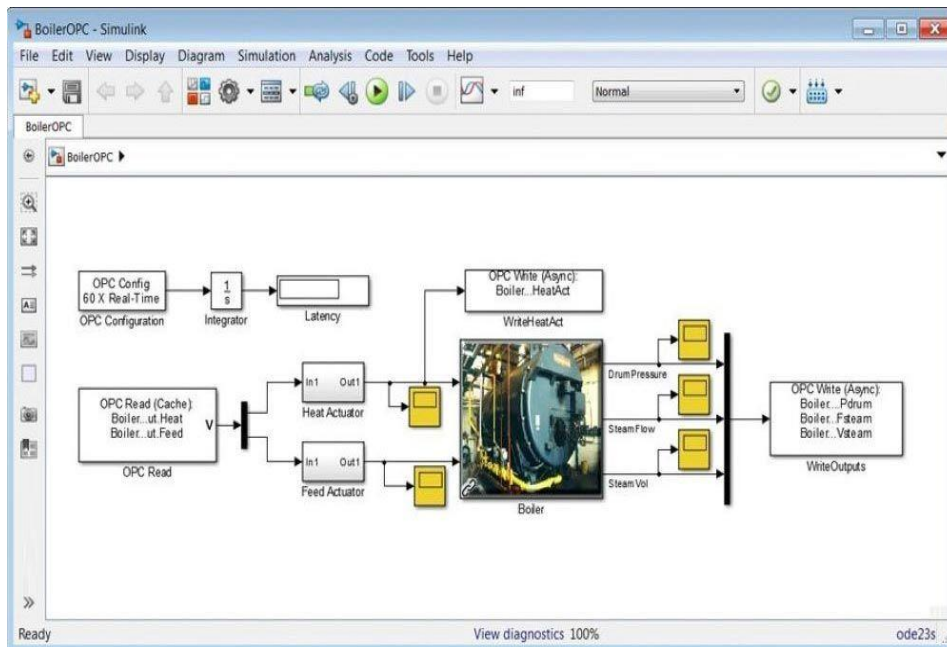 BoilerOPC - Simulink
File Edit View Display Diagram Simulation Analysis Code Tools Help
inf Normal
BoilerOPC
BoilerOPC
OPC Config
60 X Real-Time
OPC Configuration
1
s
Integrator
Latency
OPC Write (Async):
Boiler...HeatAct
WriteHeatAct
OPC Read (Cache):
Boiler...ut.Heat
Boiler...ut.Feed
V
OPC Read
In1 Out1
Heat Actuator
In1 Out1
Feed Actuator
Boiler
DrumPressure
SteamFlow
SteamVol
OPC Write (Async):
Boiler...Pdrum
Boiler...Fsteam
Boiler...Vsteam
WriteOutputs
Ready View diagnostics 100% ode23s